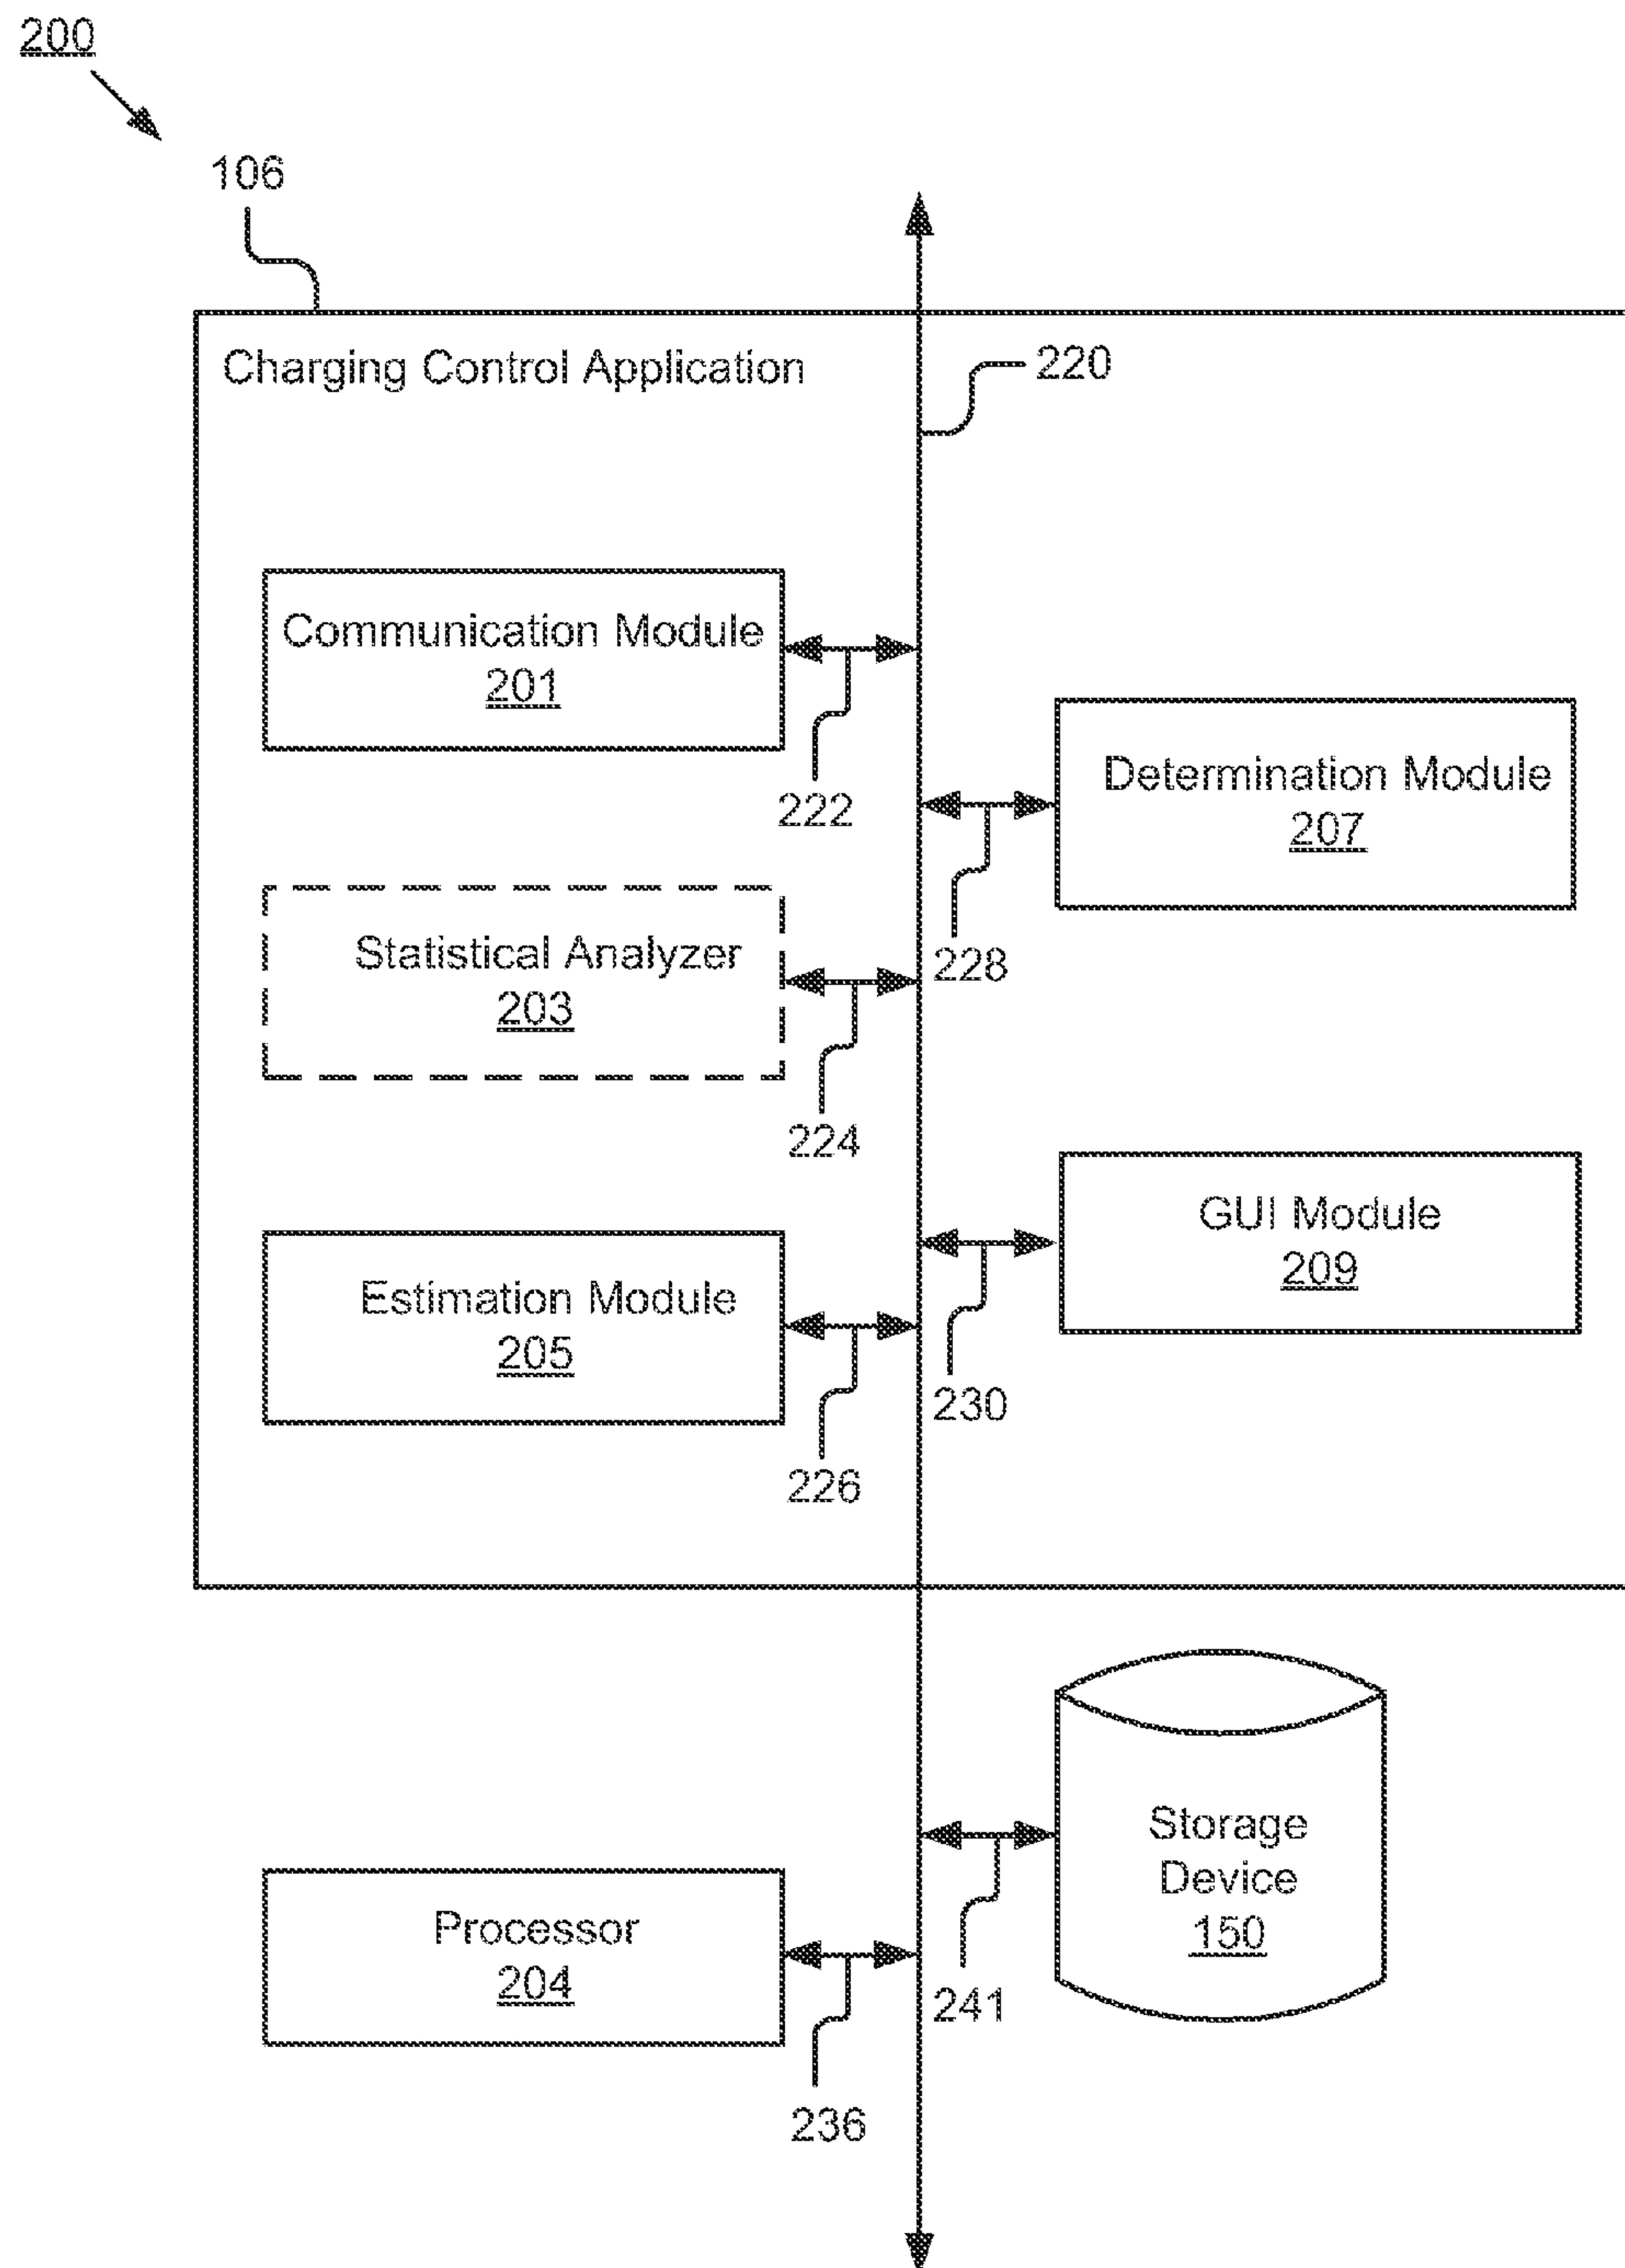 200
106
Charging Control Application
220
Communication Module
201
222
Determination Module
207
228
Statistical Analyzer
203
224
GUI Module
209
230
Estimation Module
205
226
Storage
Device
150
241
Processor
204
236